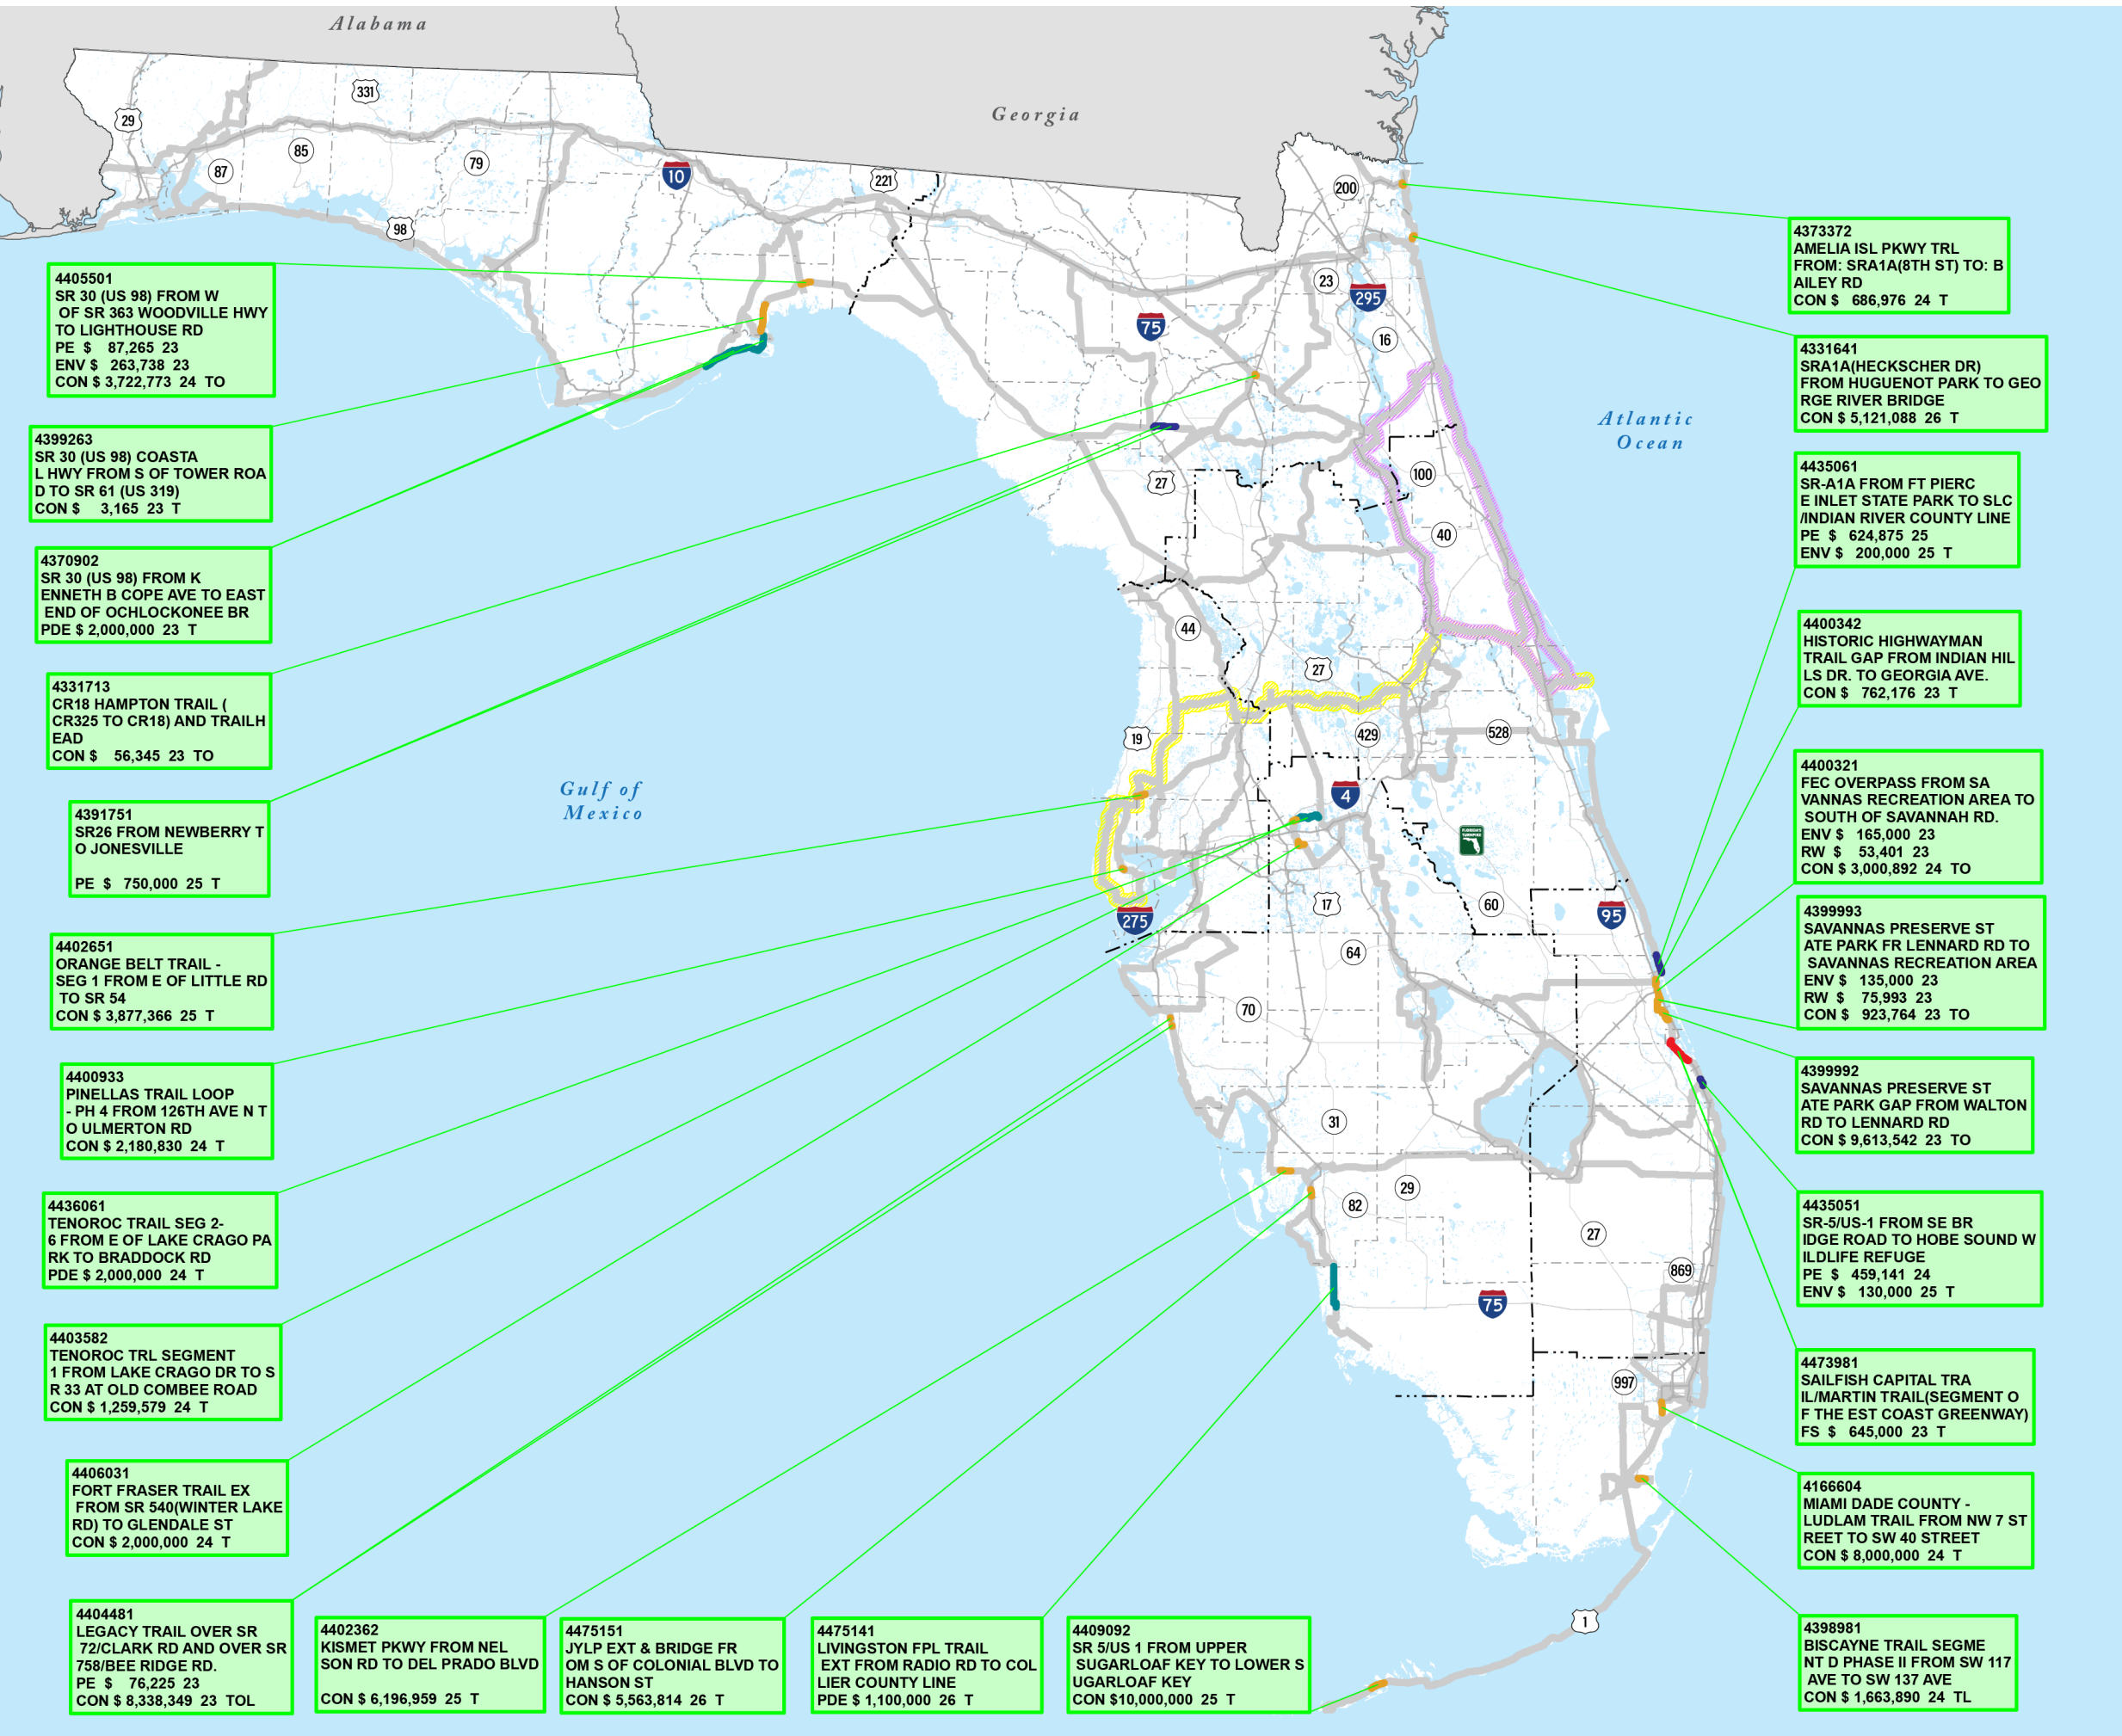 Alabama
Georgia
Atlantic
Ocean
Gulf of
Mexico
29
331
87
85
79
98
10
221
200
23
295
16
75
27
100
40
44
27
19
429
528
4
FLORIDA'S
TURNPIKE
275
17
60
95
64
70
31
29
82
27
869
75
997
1
4405501
SR 30 (US 98) FROM W
OF SR 363 WOODVILLE HWY
TO LIGHTHOUSE RD
PE $ 87,265 23
ENV $ 263,738 23
CON $ 3,722,773 24 TO
4399263
SR 30 (US 98) COASTA
L HWY FROM S OF TOWER ROA
D TO SR 61 (US 319)
CON $ 3,165 23 T
4370902
SR 30 (US 98) FROM K
ENNETH B COPE AVE TO EAST
END OF OCHLOCKONEE BR
PDE $ 2,000,000 23 T
4331713
CR18 HAMPTON TRAIL (
CR325 TO CR18) AND TRAILH
EAD
CON $ 56,345 23 TO
4391751
SR26 FROM NEWBERRY T
O JONESVILLE
PE $ 750,000 25 T
4402651
ORANGE BELT TRAIL -
SEG 1 FROM E OF LITTLE RD
TO SR 54
CON $ 3,877,366 25 T
4400933
PINELLAS TRAIL LOOP
- PH 4 FROM 126TH AVE N T
O ULMERTON RD
CON $ 2,180,830 24 T
4436061
TENOROC TRAIL SEG 2-
6 FROM E OF LAKE CRAGO PA
RK TO BRADDOCK RD
PDE $ 2,000,000 24 T
4403582
TENOROC TRL SEGMENT
1 FROM LAKE CRAGO DR TO S
R 33 AT OLD COMBEE ROAD
CON $ 1,259,579 24 T
4406031
FORT FRASER TRAIL EX
FROM SR 540(WINTER LAKE
RD) TO GLENDALE ST
CON $ 2,000,000 24 T
4404481
LEGACY TRAIL OVER SR
72/CLARK RD AND OVER SR
758/BEE RIDGE RD.
PE $ 76,225 23
CON $ 8,338,349 23 TOL
4402362
KISMET PKWY FROM NEL
SON RD TO DEL PRADO BLVD
CON $ 6,196,959 25 T
4475151
JYLP EXT & BRIDGE FR
OM S OF COLONIAL BLVD TO
HANSON ST
CON $ 5,563,814 26 T
4475141
LIVINGSTON FPL TRAIL
EXT FROM RADIO RD TO COL
LIER COUNTY LINE
PDE $ 1,100,000 26 T
4409092
SR 5/US 1 FROM UPPER
SUGARLOAF KEY TO LOWER S
UGARLOAF KEY
CON $10,000,000 25 T
4373372
AMELIA ISL PKWY TRL
FROM: SRA1A(8TH ST) TO: B
AILEY RD
CON $ 686,976 24 T
4331641
SRA1A(HECKSCHER DR)
FROM HUGUENOT PARK TO GEO
RGE RIVER BRIDGE
CON $ 5,121,088 26 T
4435061
SR-A1A FROM FT PIERC
E INLET STATE PARK TO SLC
/INDIAN RIVER COUNTY LINE
PE $ 624,875 25
ENV $ 200,000 25 T
4400342
HISTORIC HIGHWAYMAN
TRAIL GAP FROM INDIAN HIL
LS DR. TO GEORGIA AVE.
CON $ 762,176 23 T
4400321
FEC OVERPASS FROM SA
VANNAS RECREATION AREA TO
SOUTH OF SAVANNAH RD.
ENV $ 165,000 23
RW $ 53,401 23
CON $ 3,000,892 24 TO
4399993
SAVANNAS PRESERVE ST
ATE PARK FR LENNARD RD TO
SAVANNAS RECREATION AREA
ENV $ 135,000 23
RW $ 75,993 23
CON $ 923,764 23 TO
4399992
SAVANNAS PRESERVE ST
ATE PARK GAP FROM WALTON
RD TO LENNARD RD
CON $ 9,613,542 23 TO
4435051
SR-5/US-1 FROM SE BR
IDGE ROAD TO HOBE SOUND W
ILDLIFE REFUGE
PE $ 459,141 24
ENV $ 130,000 25 T
4473981
SAILFISH CAPITAL TRA
IL/MARTIN TRAIL(SEGMENT O
F THE EST COAST GREENWAY)
FS $ 645,000 23 T
4166604
MIAMI DADE COUNTY -
LUDLAM TRAIL FROM NW 7 ST
REET TO SW 40 STREET
CON $ 8,000,000 24 T
4398981
BISCAYNE TRAIL SEGME
NT D PHASE II FROM SW 117
AVE TO SW 137 AVE
CON $ 1,663,890 24 TL